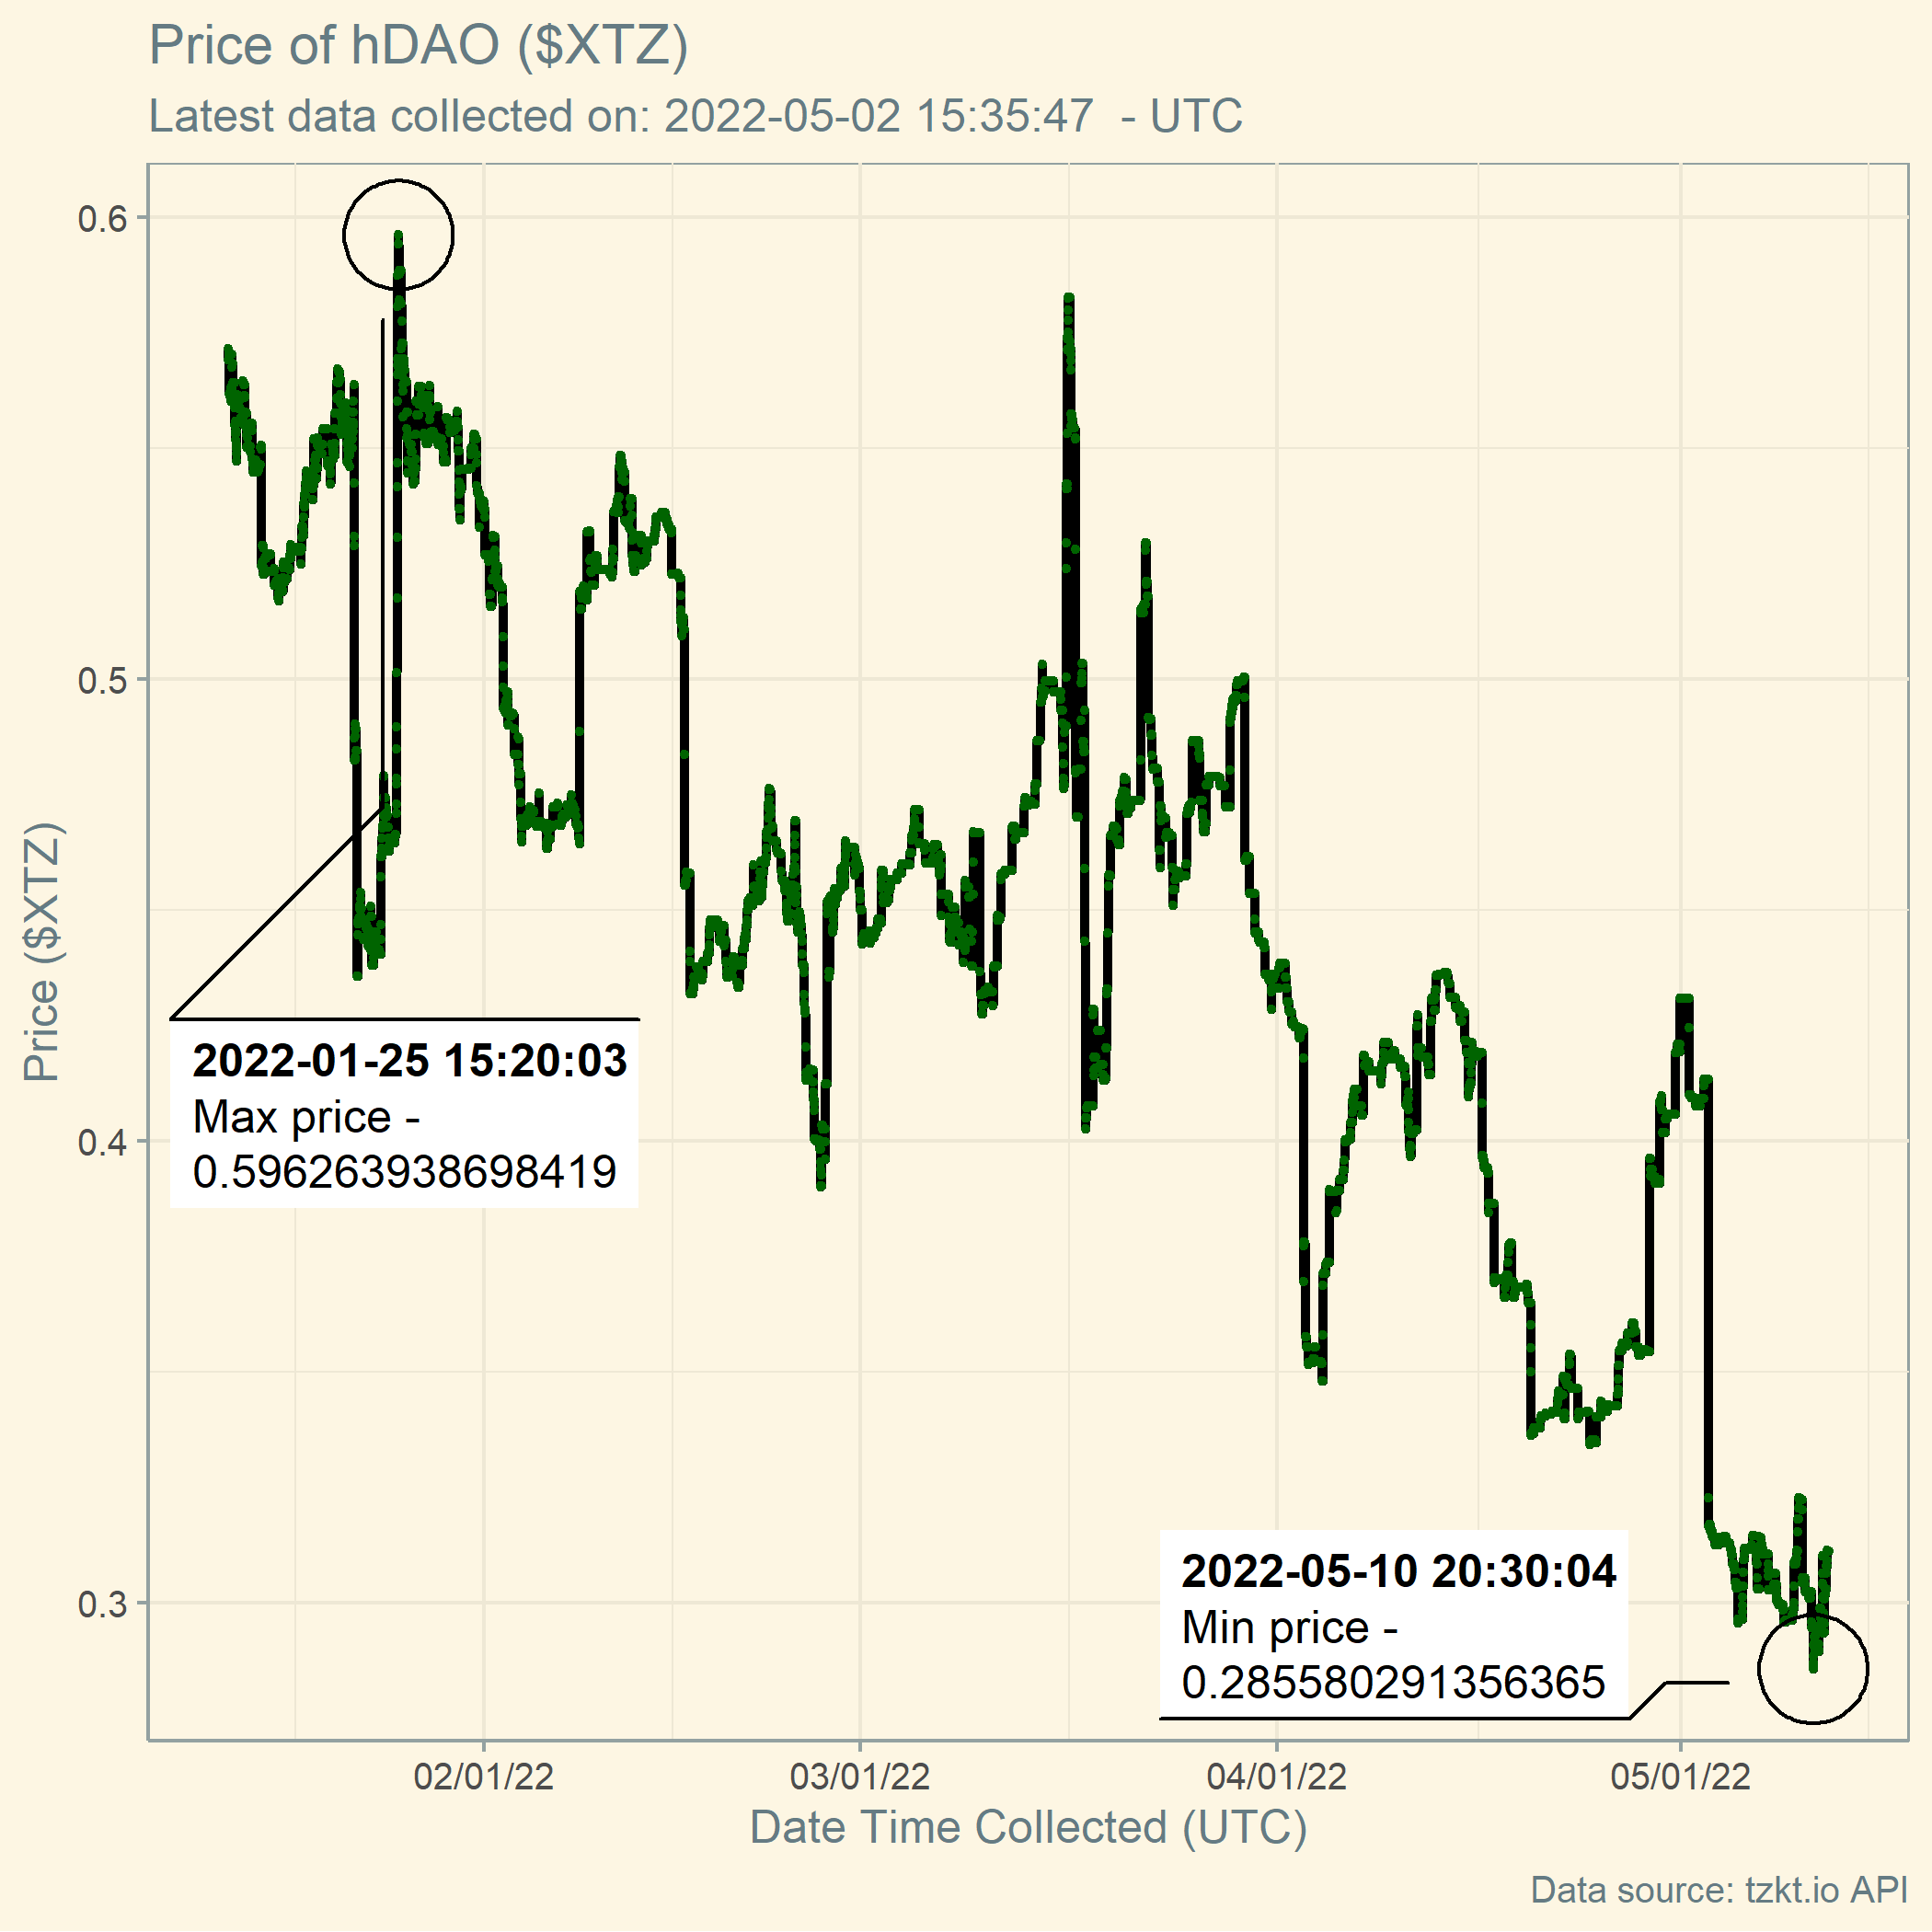 Price of hDAO ($XTZ)
Latest data collected on: 2022-05-02 15:35:47  - UTC
Price ($XTZ)
0.6
0.5
0.4
0.3
2022-01-25 15:20:03
Max price -
0.596263938698419
2022-05-10 20:30:04
Min price -
0.285580291356365
02/01/22
03/01/22
04/01/22
05/01/22
Date Time Collected (UTC)
Data source: tzkt.io API